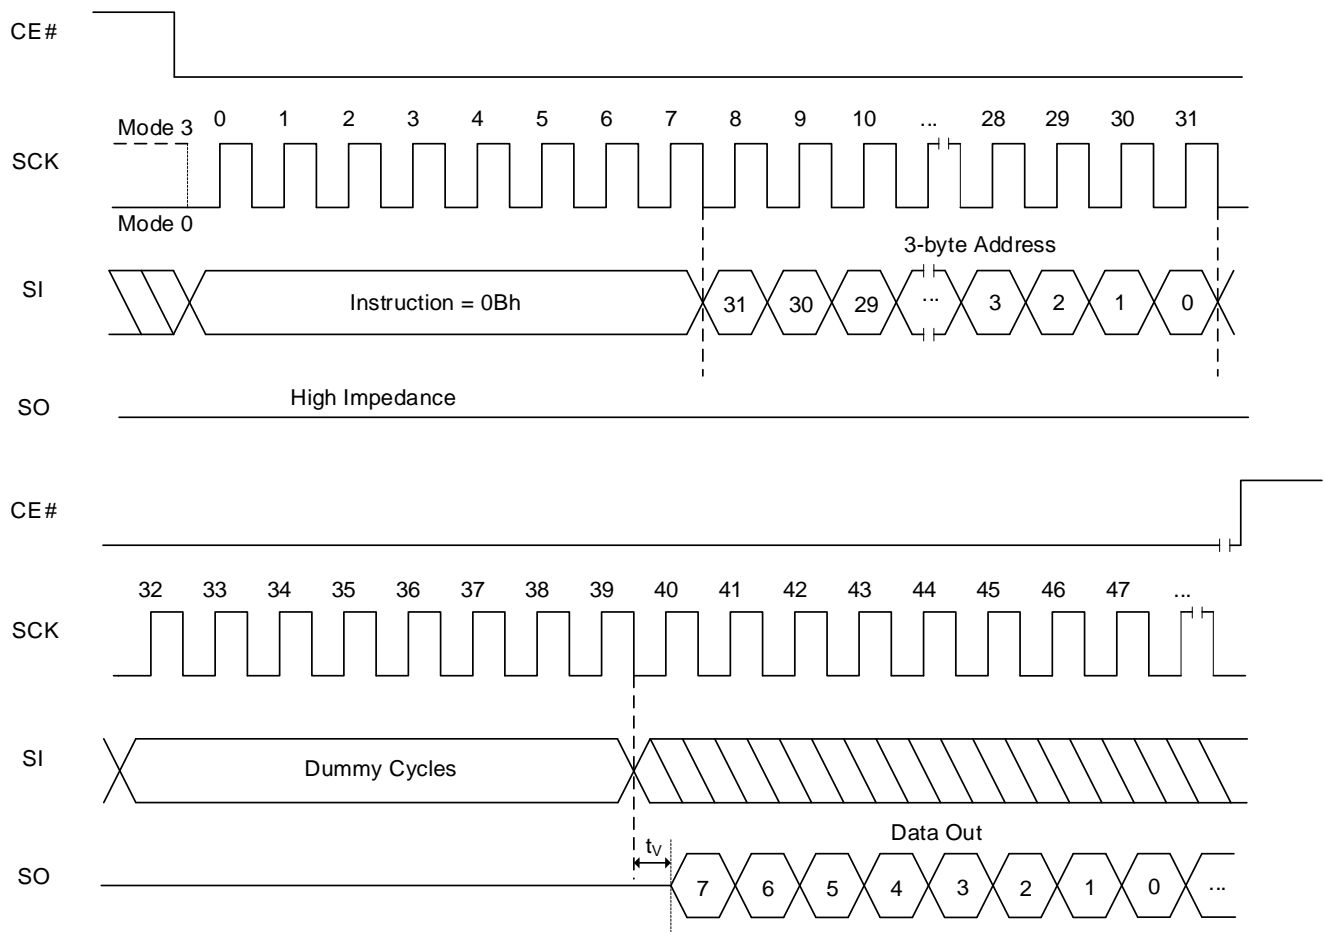 CE#
Mode 3 0 1 2 3 4 5 6 7 8 9 10 ... 28 29 30 31
SCK
Mode 0
3-byte Address
SI Instruction = 0Bh 31 30 29 ... 3 2 1 0
High Impedance
SO
CE#
32 33 34 35 36 37 38 39 40 41 42 43 44 45 46 47 ...
SCK
SI Dummy Cycles
Data Out
tV
SO 7 6 5 4 3 2 1 0 ...